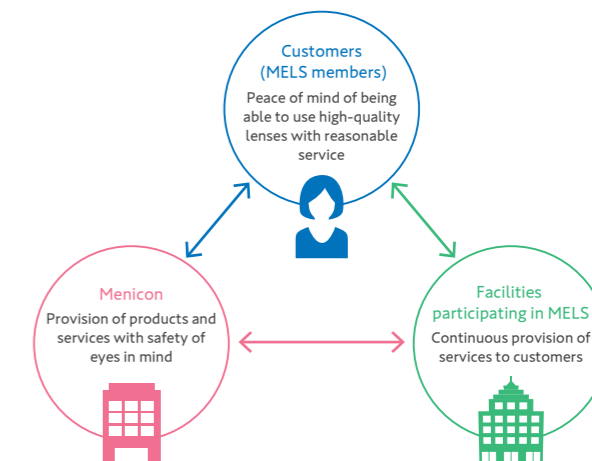 Customers
(MELS members)
Peace of mind of being
able to use high-quality
lenses with reasonable
service
Menicon
Provision of products and
services with safety of
eyes in mind
Facilities
participating in MELS
Continuous provision of
services to customers